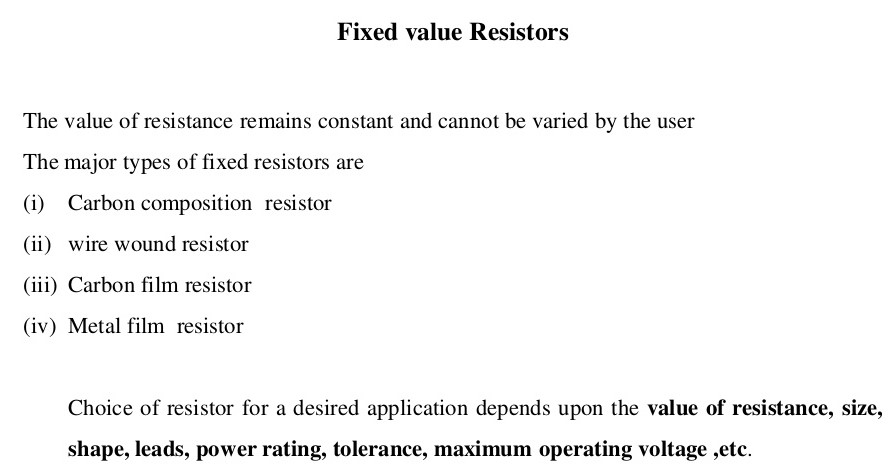 Fixed value Resistors
The value of resistance remains constant and cannot be varied by the user
The major types of fixed resistors are
(i) Carbon composition resistor
(ii) wire wound resistor
(iii) Carbon film resistor
(iv) Metal film resistor
Choice of resistor for a desired application depends upon the value of resistance, size,
shape, leads, power rating, tolerance, maximum operating voltage ,etc.